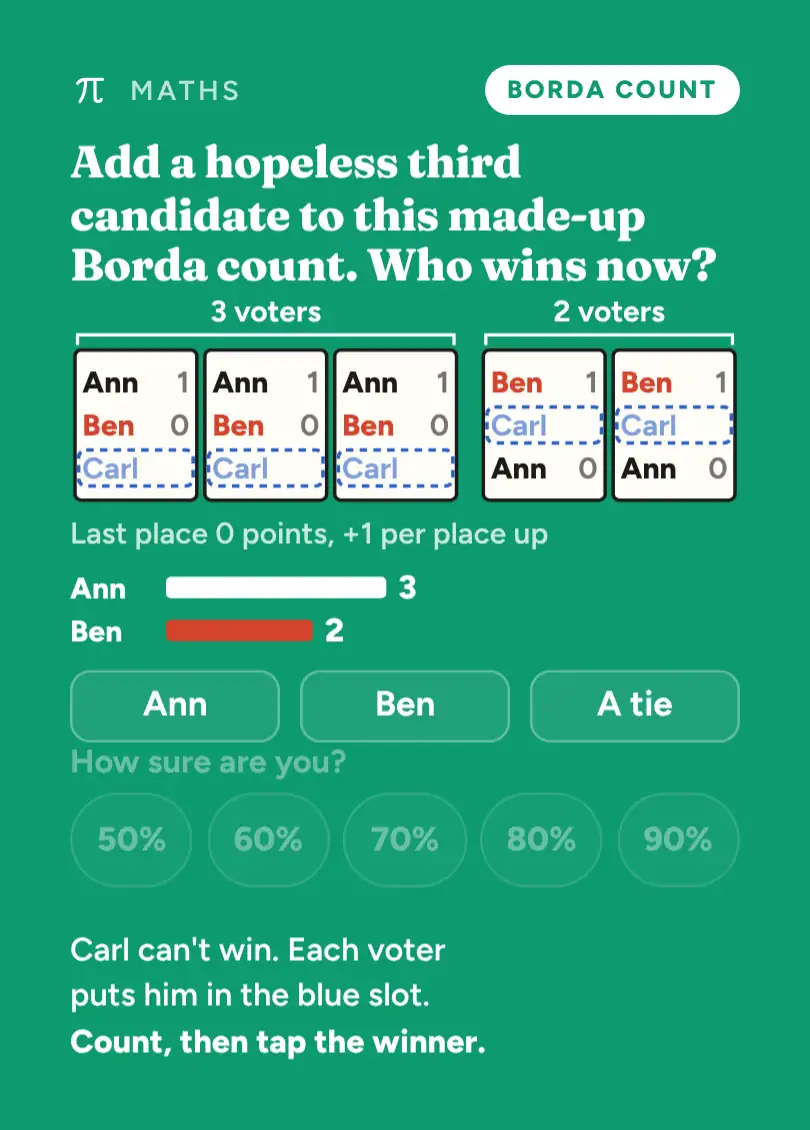 π MATHS
BORDA COUNT
Add a hopeless third
candidate to this made-up
Borda count. Who wins now?
3 voters
2 voters
Ann 1 Ann 1 Ann 1 Ben 1 Ben 1
Ben 0 Ben 0 Ben 0 Carl Carl
Carl Carl Carl Ann 0 Ann 0
Last place 0 points, +1 per place up
Ann 3
Ben 2
Ann Ben A tie
How sure are you?
50% 60% 70% 80% 90%
Carl can't win. Each voter
puts him in the blue slot.
Count, then tap the winner.